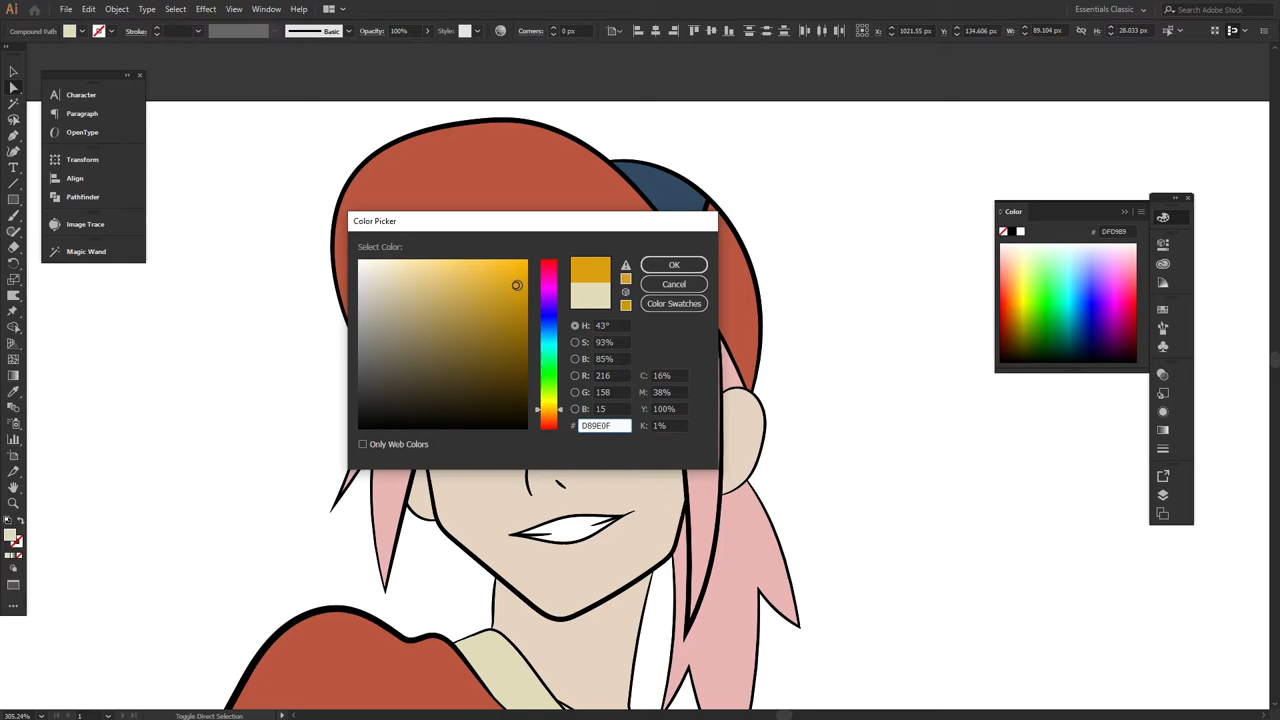 Ai File Edit Object Type Select Effect View Window Help Essentials Classic Search Adobe Stock
Compound Path Stroke: Basic Opacity: 100% Style: Corners: 0 px X: 1021.55 px Y: 134.606 px W: 89.104 px H: 28.033 px
Character
Paragraph
OpenType
Transform
Align
Pathfinder
Image Trace
Magic Wand
Color Picker
Select Color:
OK
Cancel
Color Swatches
H: 43°
S: 93%
B: 85%
R: 216 C: 16%
G: 158 M: 38%
B: 15 Y: 100%
# D89E0F K: 1%
Only Web Colors
Color
# DFD9B9
305.24% 1 Toggle Direct Selection